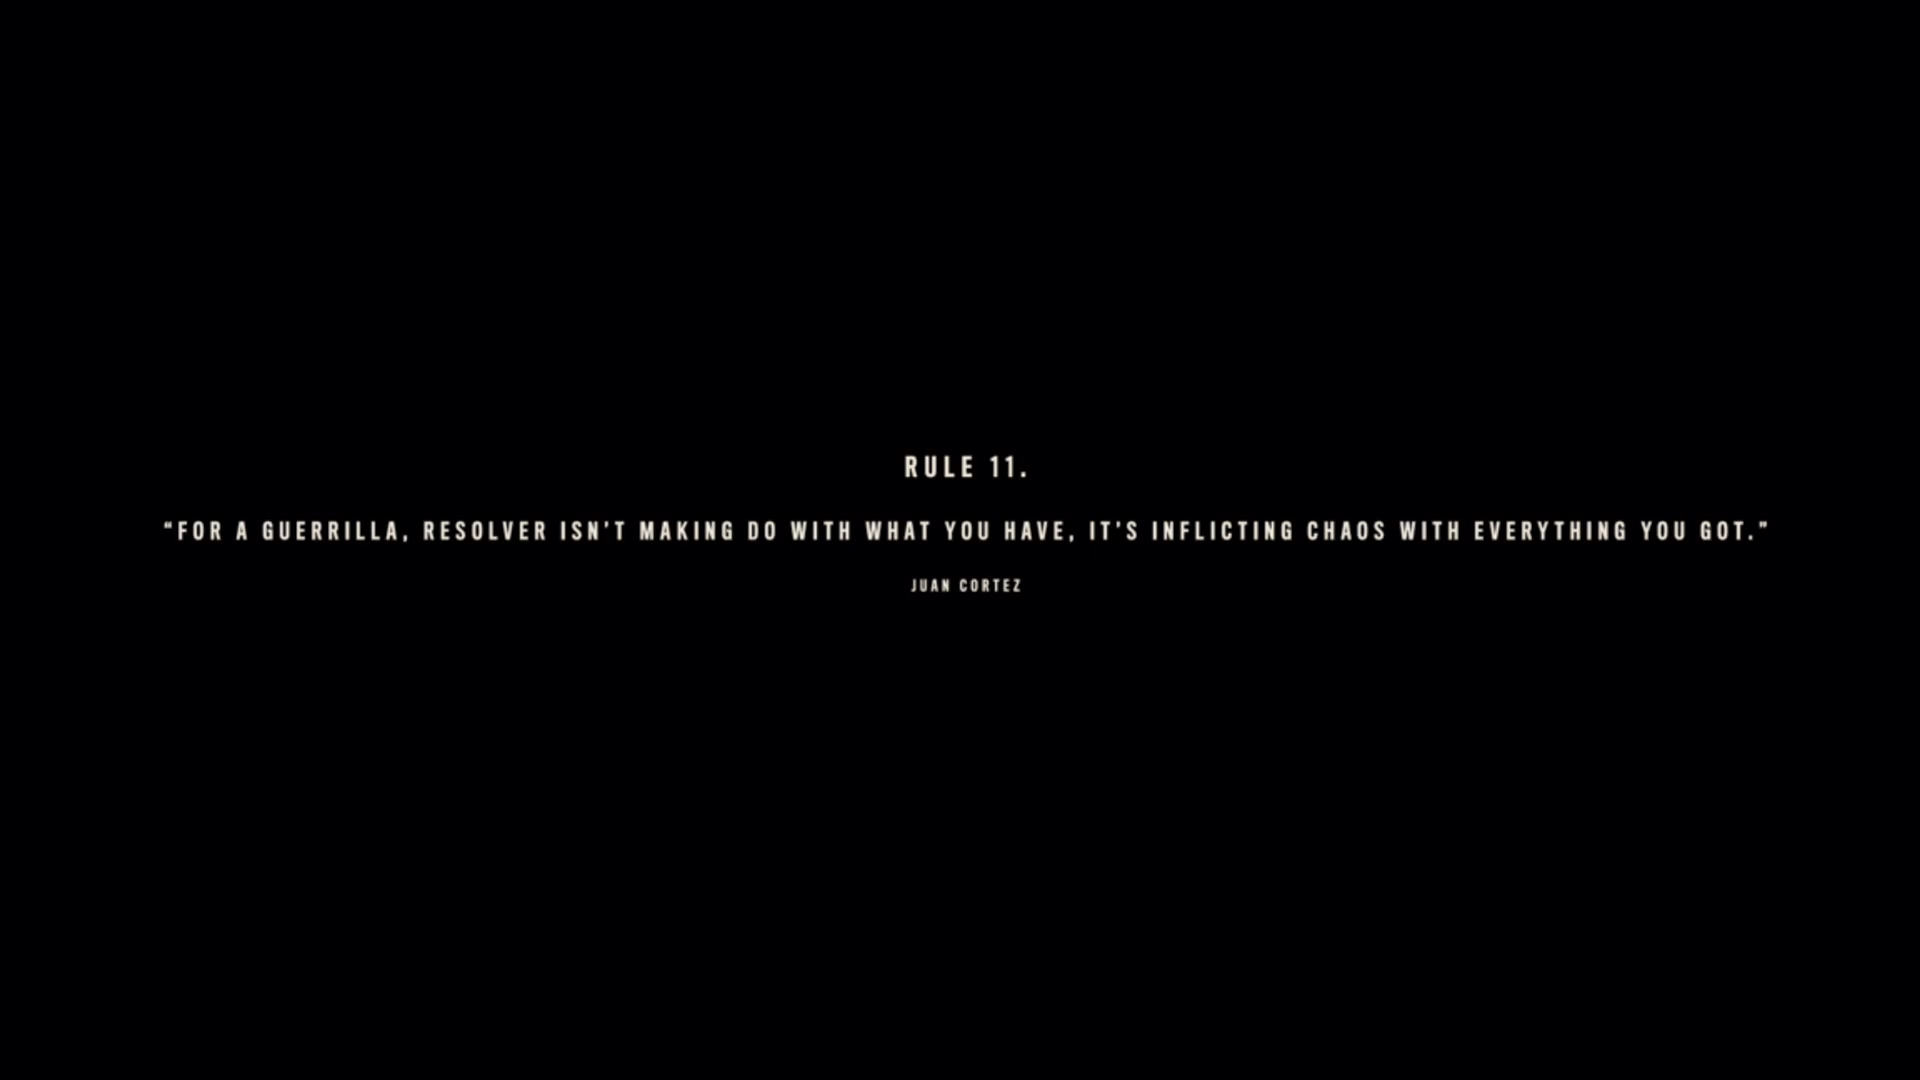 RULE 11.
“FOR A GUERRILLA, RESOLVER ISN’T MAKING DO WITH WHAT YOU HAVE, IT’S INFLICTING CHAOS WITH EVERYTHING YOU GOT.”
JUAN CORTEZ